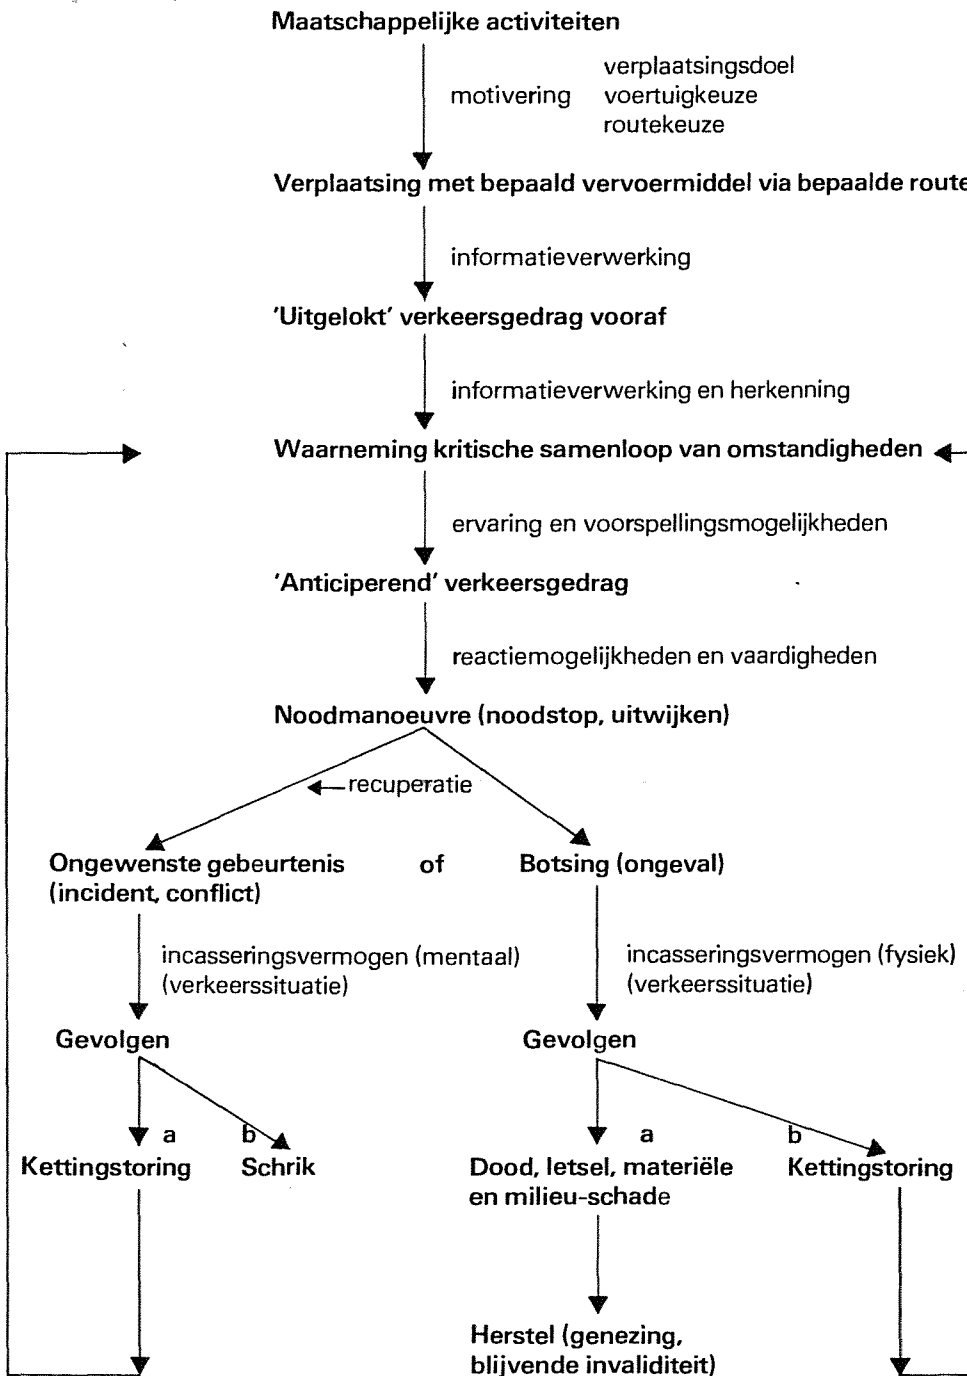 Maatschappelijke activiteiten
motivering
verplaatsingsdoel
voertuigkeuze
routekeuze
Verplaatsing met bepaald vervoermiddel via bepaalde route
informatieverwerking
'Uitgelokt' verkeersgedrag vooraf
informatieverwerking en herkenning
Waarneming kritische samenloop van omstandigheden
ervaring en voorspellingsmogelijkheden
'Anticiperend' verkeersgedrag
reactiemogelijkheden en vaardigheden
Noodmanoeuvre (noodstop, uitwijken)
recuperatie
Ongewenste gebeurtenis
(incident, conflict)
of
Botsing (ongeval)
incasseringsvermogen (mentaal)
(verkeerssituatie)
incasseringsvermogen (fysiek)
(verkeerssituatie)
Gevolgen
Gevolgen
a
b
a
b
Kettingstoring
Schrik
Dood, letsel, materiële
en milieu-schade
Kettingstoring
Herstel (genezing,
blijvende invaliditeit)